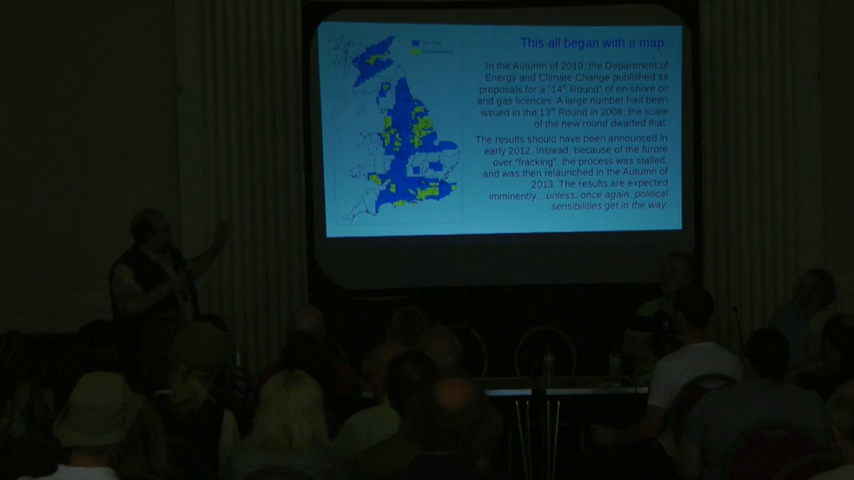 This all began with a map...
In the Autumn of 2010, the Department of
Energy and Climate Change published its
proposals for a "14th Round" of on-shore oil
and gas licences. A large number had been
issued in the 13th Round in 2008; the scale
of the new round dwarfed that.
The results should have been announced in
early 2012. Instead, because of the furore
over "fracking", the process was stalled,
and was then relaunched in the Autumn of
2013. The results are expected
imminently... unless, once again, political
sensibilities get in the way.